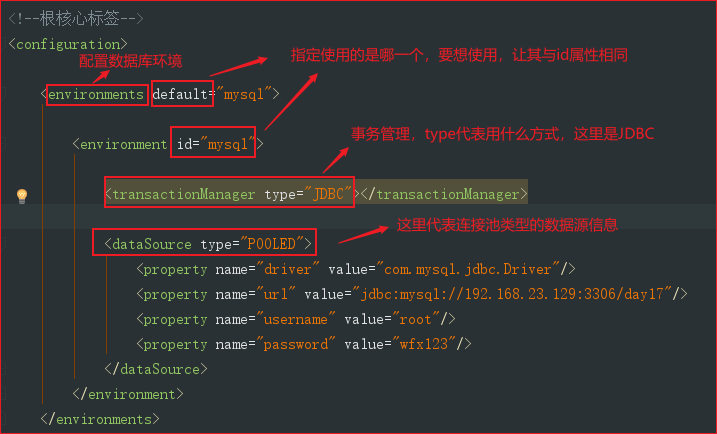 <!--根核心标签-->
<configuration>
配置数据库环境
指定使用的是哪一个，要想使用，让其与id属性相同
<environments default="mysql">
<environment id="mysql">
事务管理，type代表用什么方式，这里是JDBC
<transactionManager type="JDBC"></transactionManager>
这里代表连接池类型的数据源信息
<dataSource type="POOLED">
<property name="driver" value="com.mysql.jdbc.Driver"/>
<property name="url" value="jdbc:mysql://192.168.23.129:3306/day17"/>
<property name="username" value="root"/>
<property name="password" value="wfx123"/>
</dataSource>
</environment>
</environments>